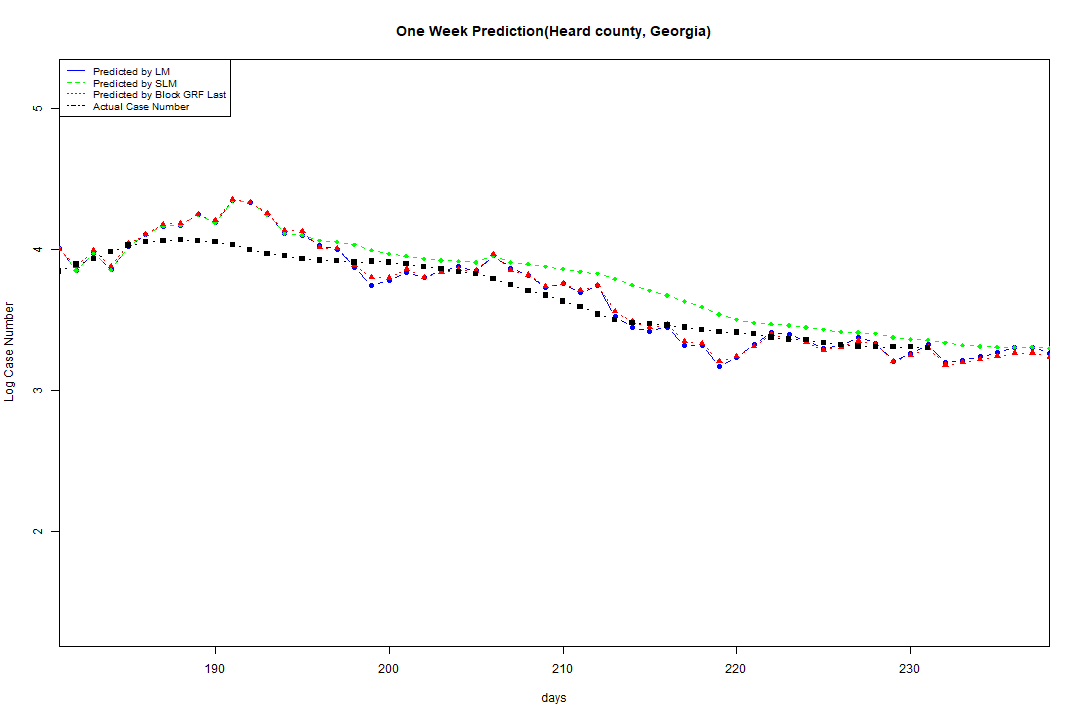 One Week Prediction(Heard county, Georgia)
Predicted by LM
Predicted by SLM
Predicted by Block GRF Last
Actual Case Number
5
4
3
2
Log Case Number
190 200 210 220 230
days